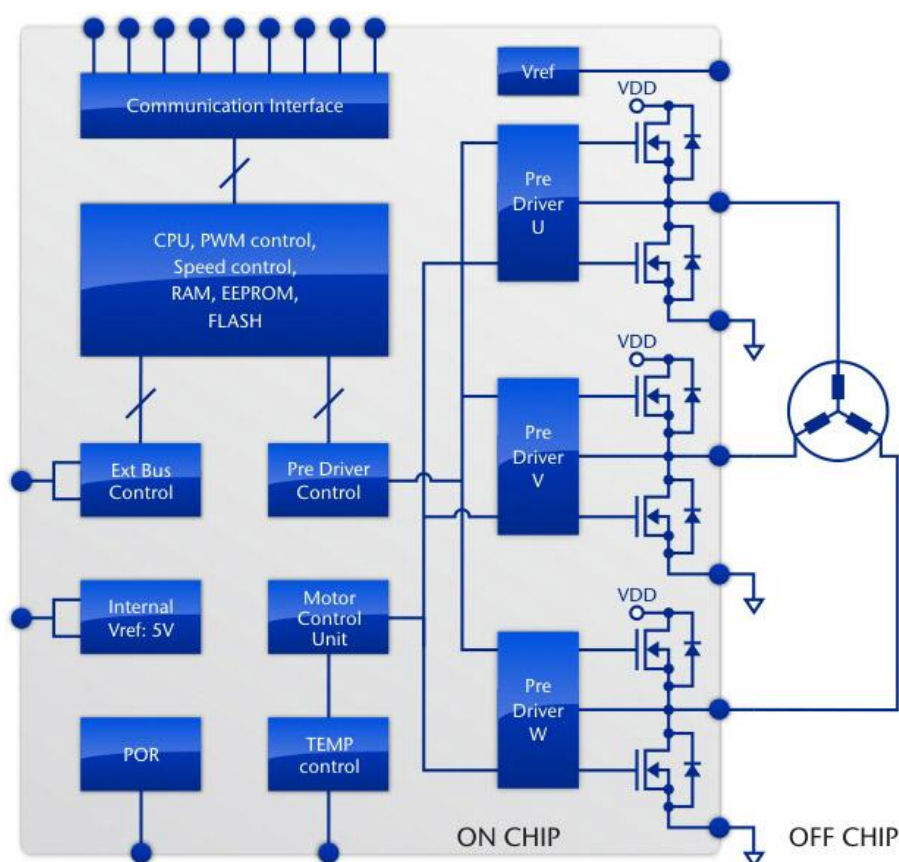 Communication Interface
Vref
VDD
CPU, PWM control,
Speed control,
RAM, EEPROM,
FLASH
Pre
Driver
U
VDD
Ext Bus
Control
Pre Driver
Control
Pre
Driver
V
Internal
Vref: 5V
Motor
Control
Unit
VDD
Pre
Driver
W
POR
TEMP
control
ON CHIP
OFF CHIP